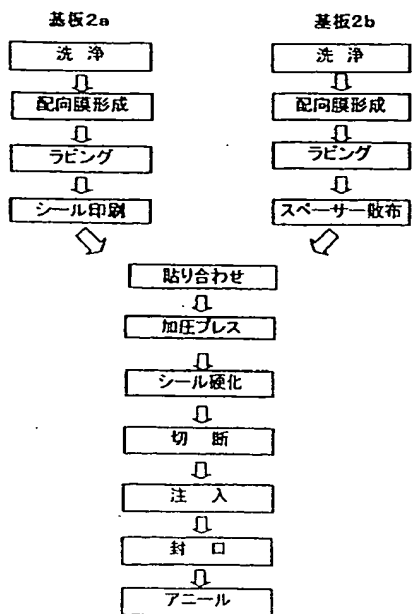 基板2a
洗 浄
配向膜形成
ラビング
シール印刷
基板2b
洗 浄
配向膜形成
ラビング
スペーサー散布
貼り合わせ
加圧プレス
シール硬化
切 断
注 入
封 口
アニール